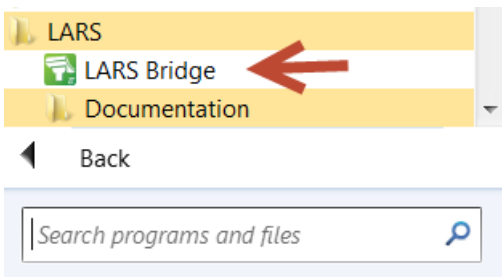 LARS
LARS Bridge
Documentation
Back
Search programs and files